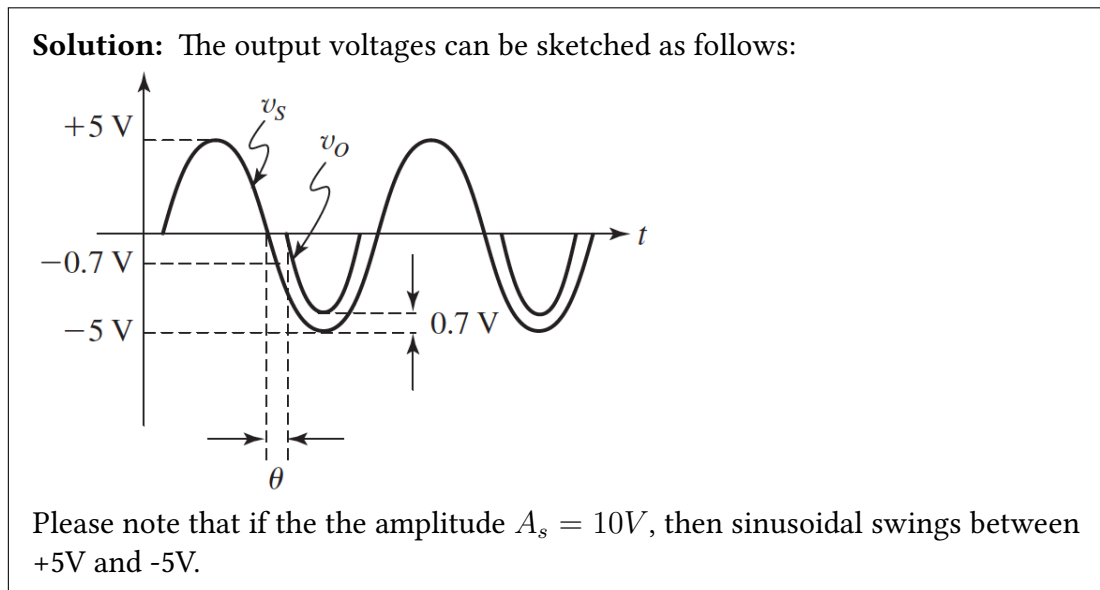 Solution: The output voltages can be sketched as follows:
+5 V
v_S
v_O
t
−0.7 V
0.7 V
−5 V
θ
Please note that if the the amplitude A_s = 10V, then sinusoidal swings between
+5V and -5V.